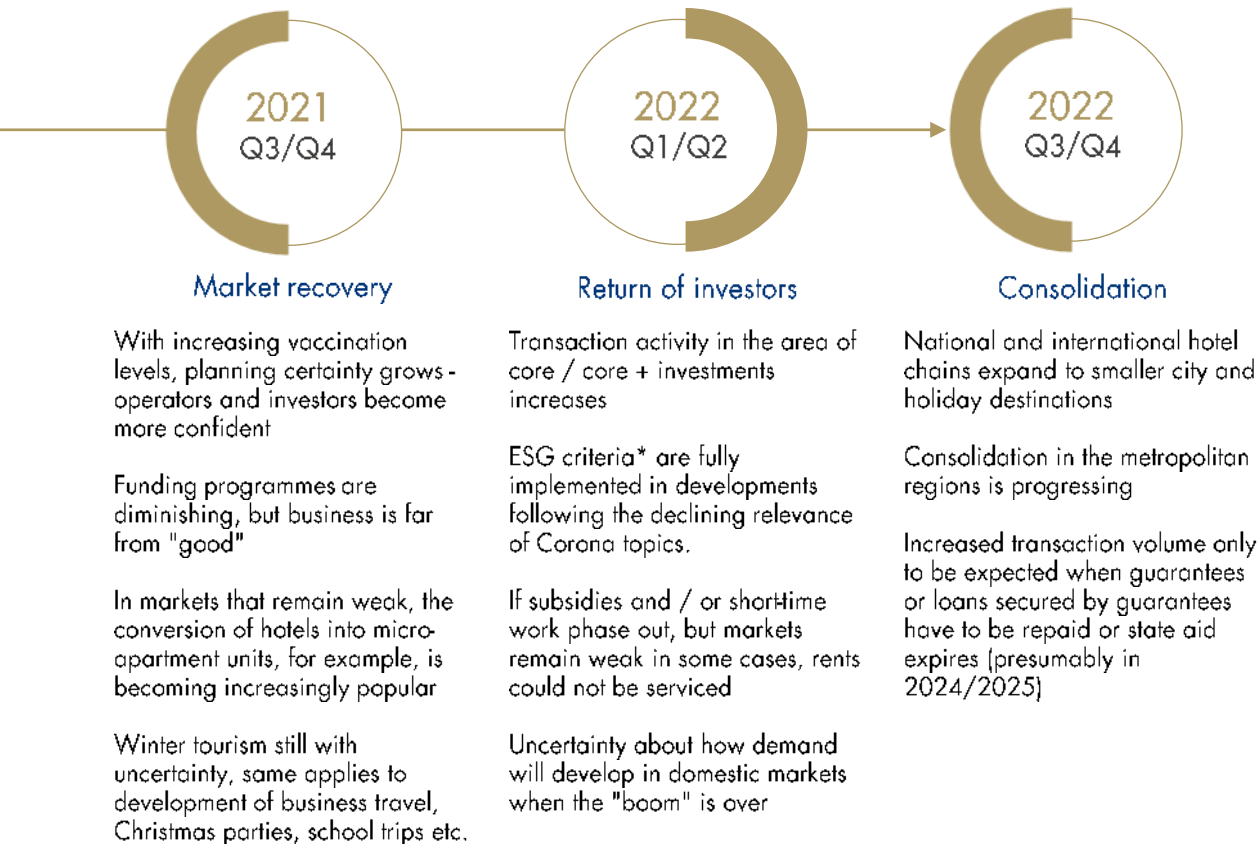 2021
Q3/Q4
Market recovery
With increasing vaccination
levels, planning certainty grows -
operators and investors become
more confident
Funding programmes are
diminishing, but business is far
from "good"
In markets that remain weak, the
conversion of hotels into micro-
apartment units, for example, is
becoming increasingly popular
Winter tourism still with
uncertainty, same applies to
development of business travel,
Christmas parties, school trips etc.
2022
Q1/Q2
Return of investors
Transaction activity in the area of
core / core + investments
increases
ESG criteria* are fully
implemented in developments
following the declining relevance
of Corona topics.
If subsidies and / or short-time
work phase out, but markets
remain weak in some cases, rents
could not be serviced
Uncertainty about how demand
will develop in domestic markets
when the "boom" is over
2022
Q3/Q4
Consolidation
National and international hotel
chains expand to smaller city and
holiday destinations
Consolidation in the metropolitan
regions is progressing
Increased transaction volume only
to be expected when guarantees
or loans secured by guarantees
have to be repaid or state aid
expires (presumably in
2024/2025)